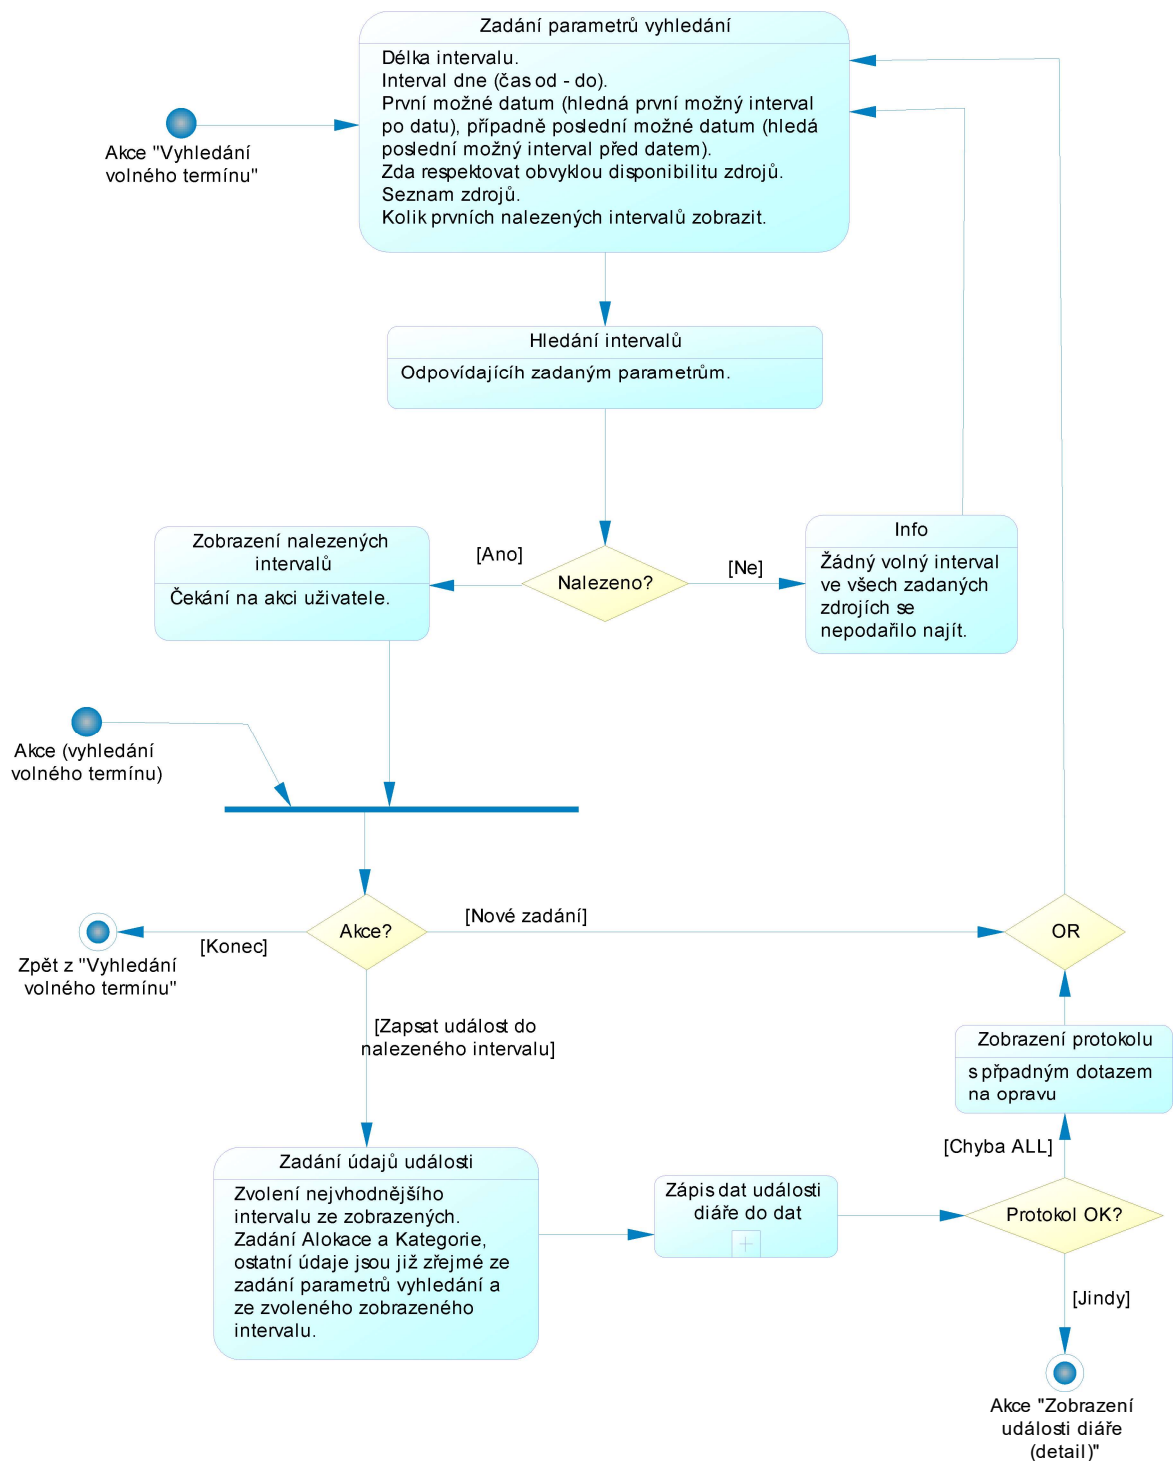 Zadání parametrů vyhledání
Délka intervalu.
Interval dne (čas od - do).
První možné datum (hledná první možný interval
po datu), případně poslední možné datum (hledá
poslední možný interval před datem).
Zda respektovat obvyklou disponibilitu zdrojů.
Seznam zdrojů.
Kolik prvních nalezených intervalů zobrazit.
Akce "Vyhledání
volného termínu"
Hledání intervalů
Odpovídajícíh zadaným parametrům.
Zobrazení nalezených
intervalů
Čekání na akci uživatele.
[Ano]
Nalezeno?
[Ne]
Info
Žádný volný interval
ve všech zadaných
zdrojích se
nepodařilo najít.
Akce (vyhledání
volného termínu)
Akce?
[Nové zadání]
OR
[Konec]
Zpět z "Vyhledání
volného termínu"
[Zapsat událost do
nalezeného intervalu]
Zobrazení protokolu
s přpadným dotazem
na opravu
[Chyba ALL]
Zadání údajů události
Zvolení nejvhodnějšího
intervalu ze zobrazených.
Zadání Alokace a Kategorie,
ostatní údaje jsou již zřejmé ze
zadání parametrů vyhledání a
ze zvoleného zobrazeného
intervalu.
Zápis dat události
diáře do dat
Protokol OK?
[Jindy]
Akce "Zobrazení
události diáře
(detail)"